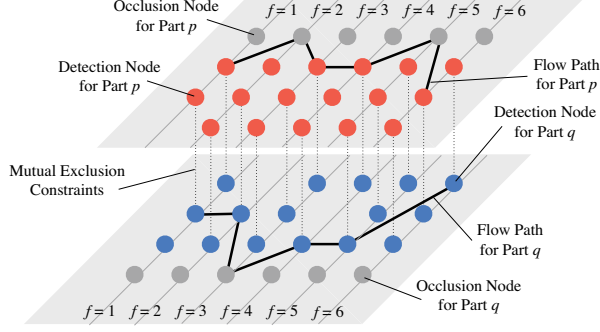 Occlusion Node
for Part p
f = 1 f = 2 f = 3 f = 4 f = 5 f = 6
Detection Node
for Part p
Flow Path
for Part p
Detection Node
for Part q
Mutual Exclusion
Constraints
Flow Path
for Part q
Occlusion Node
for Part q
f = 1 f = 2 f = 3 f = 4 f = 5 f = 6